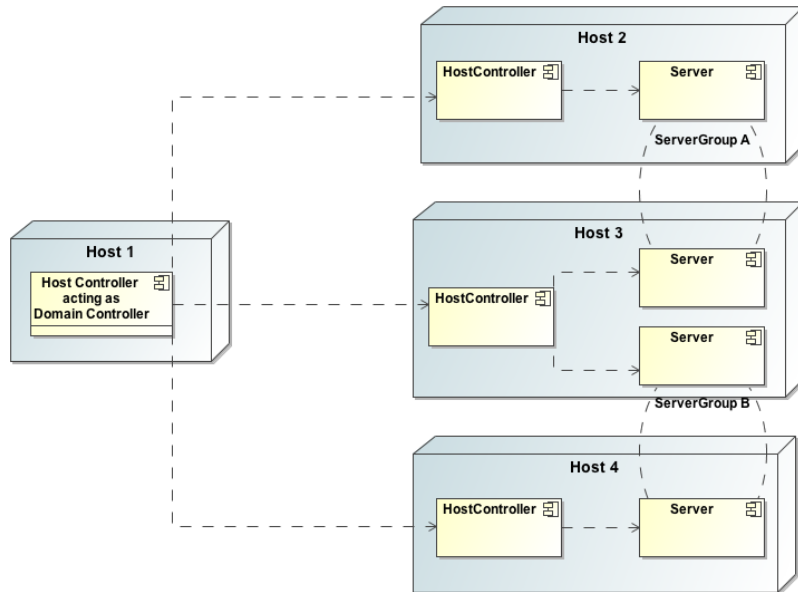 Host 1
Host Controller
acting as
Domain Controller
Host 2
HostController
Server
ServerGroup A
Host 3
HostController
Server
Server
ServerGroup B
Host 4
HostController
Server